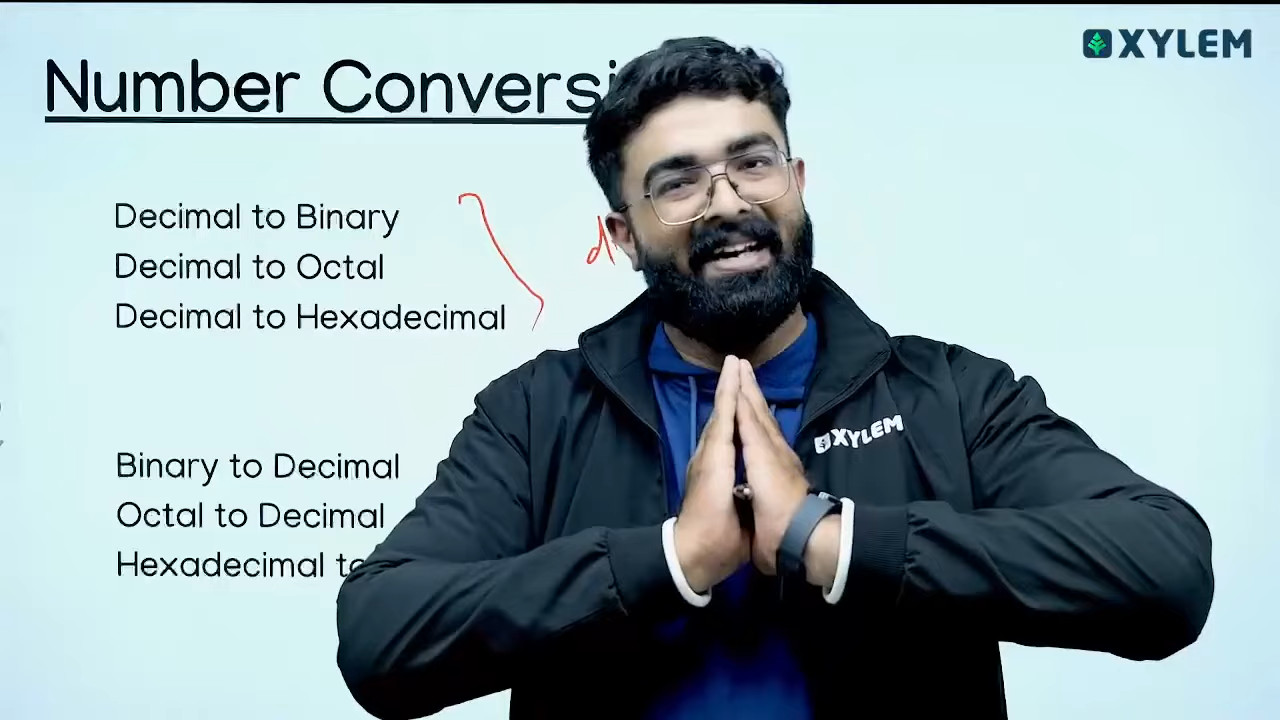 XYLEM
Number Conversi
Decimal to Binary
Decimal to Octal
Decimal to Hexadecimal
Binary to Decimal
Octal to Decimal
Hexadecimal to
XYLEM